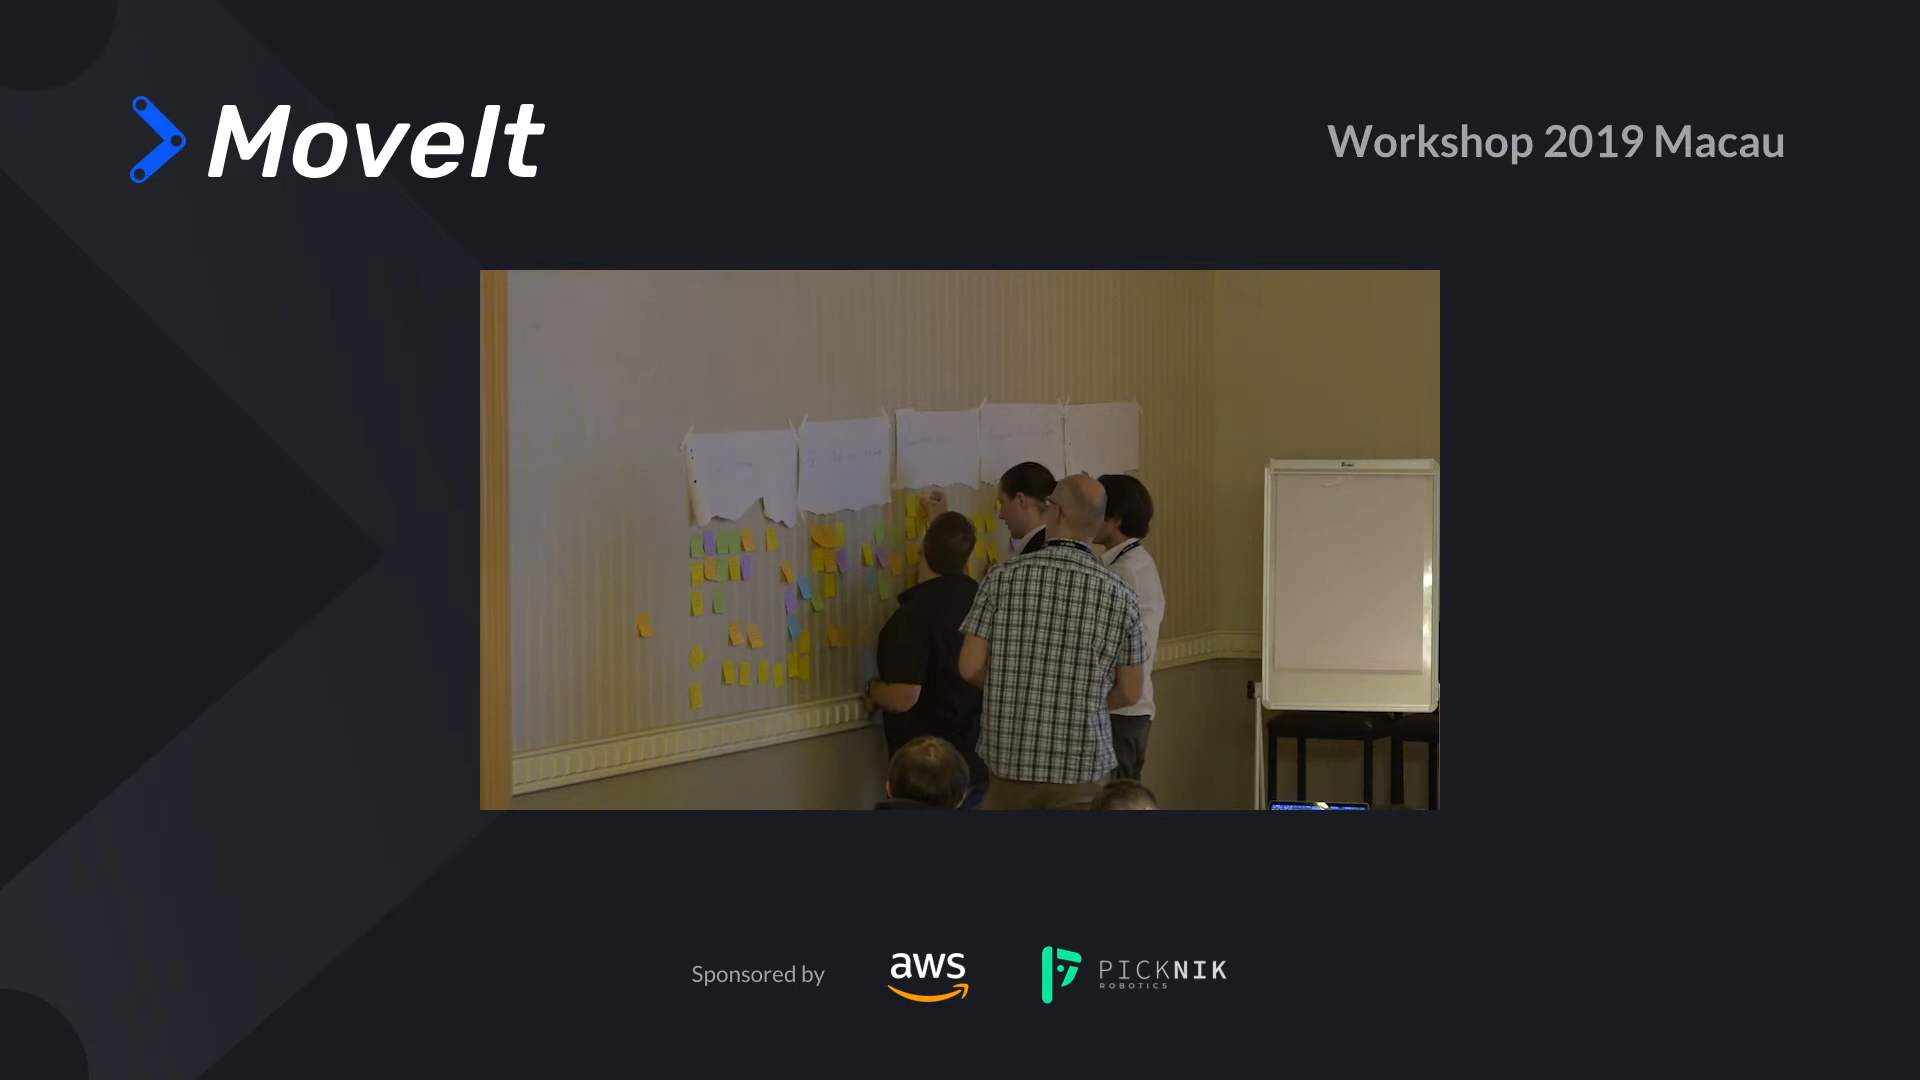 MoveIt
Workshop 2019 Macau
Sponsored by
aws
PICKNIK
ROBOTICS